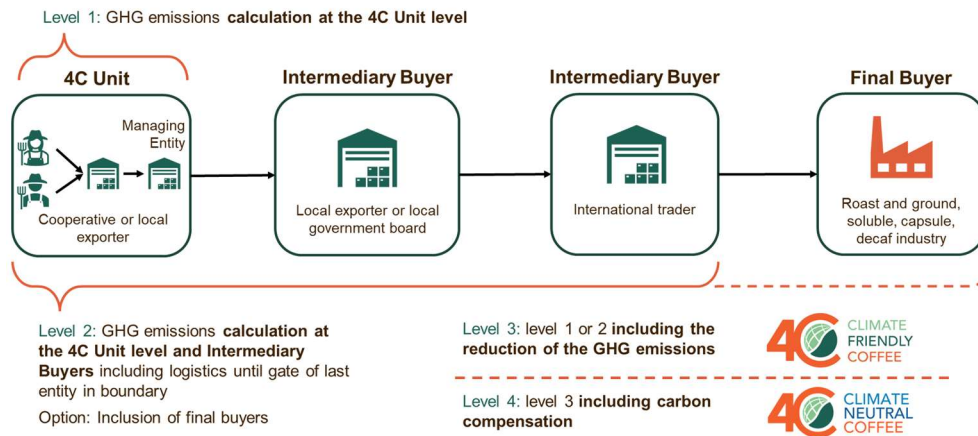 Level 1: GHG emissions calculation at the 4C Unit level
4C Unit
Intermediary Buyer
Intermediary Buyer
Final Buyer
Managing
Entity
Cooperative or local
exporter
Local exporter or local
government board
International trader
Roast and ground,
soluble, capsule,
decaf industry
Level 2: GHG emissions calculation at
the 4C Unit level and Intermediary
Buyers including logistics until gate of last
entity in boundary
Option: Inclusion of final buyers
Level 3: level 1 or 2 including the
reduction of the GHG emissions
4C CLIMATE
FRIENDLY
COFFEE
Level 4: level 3 including carbon
compensation
4C CLIMATE
NEUTRAL
COFFEE